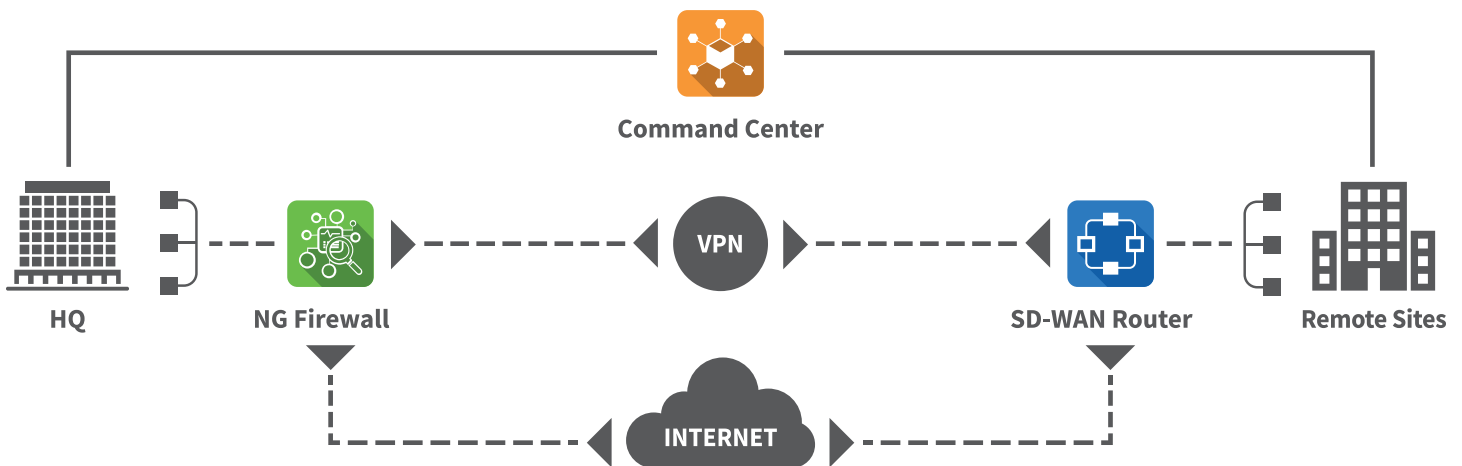 Command Center
VPN
HQ
NG Firewall
SD-WAN Router
Remote Sites
INTERNET